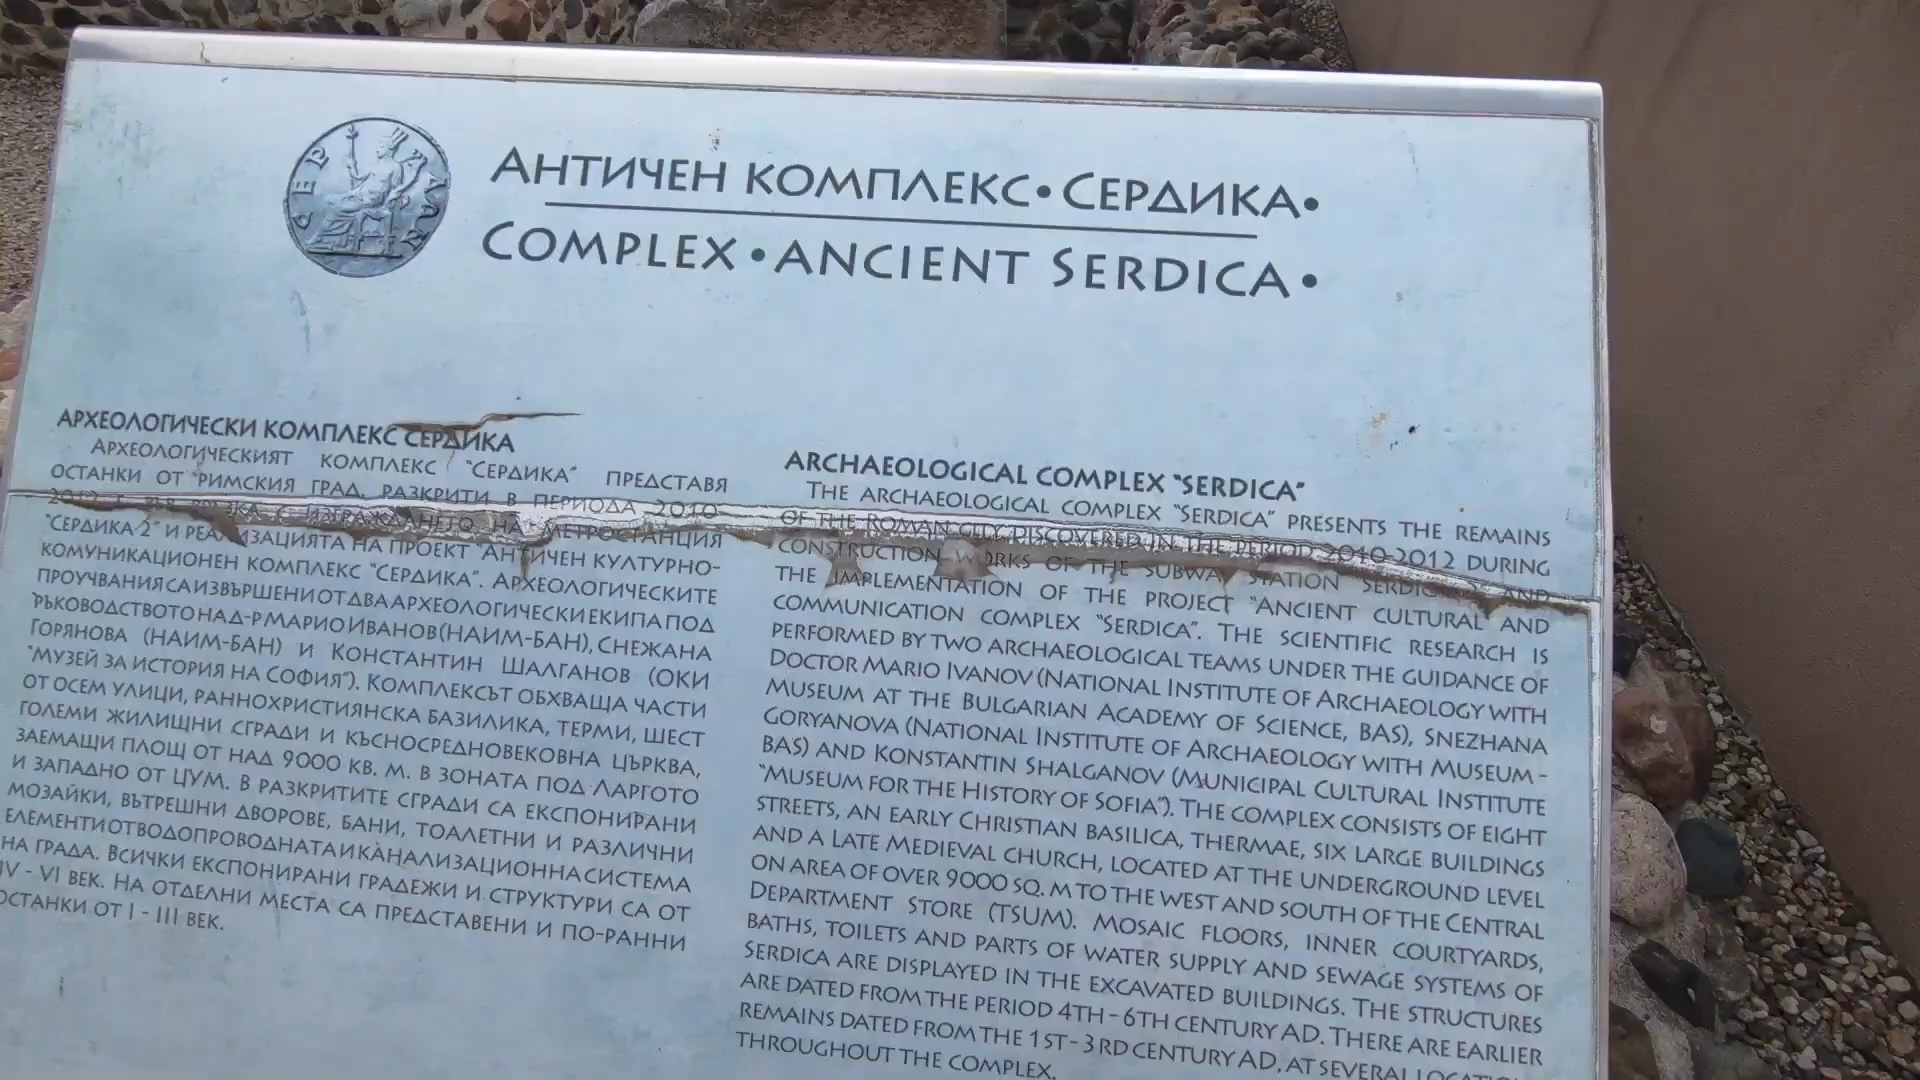 АНТИЧЕН КОМПЛЕКС • СЕРДИКА •
COMPLEX • ANCIENT SERDICA •
СЕР
АРХЕОЛОГИЧЕСКИ КОМПЛЕКС СЕРДИКА
АРХЕОЛОГИЧЕСКИЯТ КОМПЛЕКС "СЕРДИКА" ПРЕДСТАВЯ
ОСТАНКИ ОТ РИМСКИЯ ГРАД, РАЗКРИТИ В ПЕРИОДА 2010-
2012 Г. С ИЗГРАЖДАНЕТО НА МЕТРОСТАНЦИЯ
"СЕРДИКА 2" И РЕАЛИЗАЦИЯТА НА ПРОЕКТ "АНТИЧЕН КУЛТУРНО-
КОМУНИКАЦИОНЕН КОМПЛЕКС "СЕРДИКА". АРХЕОЛОГИЧЕСКИТЕ
ПРОУЧВАНИЯ СА ИЗВЪРШЕНИ ОТ ДВА АРХЕОЛОГИЧЕСКИ ЕКИПА ПОД
РЪКОВОДСТВОТО НА Д-Р МАРИО ИВАНОВ (НАИМ-БАН), СНЕЖАНА
ГОРЯНОВА (НАИМ-БАН) И КОНСТАНТИН ШАЛГАНОВ (ОКИ
"МУЗЕЙ ЗА ИСТОРИЯ НА СОФИЯ"). КОМПЛЕКСЪТ ОБХВАЩА ЧАСТИ
ОТ ОСЕМ УЛИЦИ, РАННОХРИСТИЯНСКА БАЗИЛИКА, ТЕРМИ, ШЕСТ
ГОЛЕМИ ЖИЛИЩНИ СГРАДИ И КЪСНОСРЕДНОВЕКОВНА ЦЪРКВА,
ЗАЕМАЩИ ПЛОЩ ОТ НАД 9000 КВ. М. В ЗОНАТА ПОД ЛАРГОТО
И ЗАПАДНО ОТ ЦУМ. В РАЗКРИТИТЕ СГРАДИ СА ЕКСПОНИРАНИ
МОЗАЙКИ, ВЪТРЕШНИ ДВОРОВЕ, БАНИ, ТОАЛЕТНИ И РАЗЛИЧНИ
ЕЛЕМЕНТИ ОТ ВОДОПРОВОДНАТА И КАНАЛИЗАЦИОННА СИСТЕМА
НА ГРАДА. ВСИЧКИ ЕКСПОНИРАНИ ГРАДЕЖИ И СТРУКТУРИ СА ОТ
IV - VI ВЕК. НА ОТДЕЛНИ МЕСТА СА ПРЕДСТАВЕНИ И ПО-РАННИ
ОСТАНКИ ОТ I - III ВЕК.
ARCHAEOLOGICAL COMPLEX "SERDICA"
THE ARCHAEOLOGICAL COMPLEX "SERDICA" PRESENTS THE REMAINS
OF THE ROMAN CITY DISCOVERED IN THE PERIOD 2010-2012 DURING
CONSTRUCTION WORKS OF THE SUBWAY STATION AND
THE IMPLEMENTATION OF THE PROJECT "ANCIENT CULTURAL AND
COMMUNICATION COMPLEX "SERDICA". THE SCIENTIFIC RESEARCH IS
PERFORMED BY TWO ARCHAEOLOGICAL TEAMS UNDER THE GUIDANCE OF
DOCTOR MARIO IVANOV (NATIONAL INSTITUTE OF ARCHAEOLOGY WITH
MUSEUM AT THE BULGARIAN ACADEMY OF SCIENCE, BAS), SNEZHANA
GORYANOVA (NATIONAL INSTITUTE OF ARCHAEOLOGY WITH MUSEUM -
BAS) AND KONSTANTIN SHALGANOV (MUNICIPAL CULTURAL INSTITUTE
"MUSEUM FOR THE HISTORY OF SOFIA"). THE COMPLEX CONSISTS OF EIGHT
STREETS, AN EARLY CHRISTIAN BASILICA, THERMAE, SIX LARGE BUILDINGS
AND A LATE MEDIEVAL CHURCH, LOCATED AT THE UNDERGROUND LEVEL
ON AREA OF OVER 9000 SQ. M TO THE WEST AND SOUTH OF THE CENTRAL
DEPARTMENT STORE (TSUM). MOSAIC FLOORS, INNER COURTYARDS,
BATHS, TOILETS AND PARTS OF WATER SUPPLY AND SEWAGE SYSTEMS OF
SERDICA ARE DISPLAYED IN THE EXCAVATED BUILDINGS. THE STRUCTURES
ARE DATED FROM THE PERIOD 4TH - 6TH CENTURY AD. THERE ARE EARLIER
REMAINS DATED FROM THE 1ST - 3RD CENTURY AD, AT SEVERAL
THROUGHOUT THE COMPLEX.